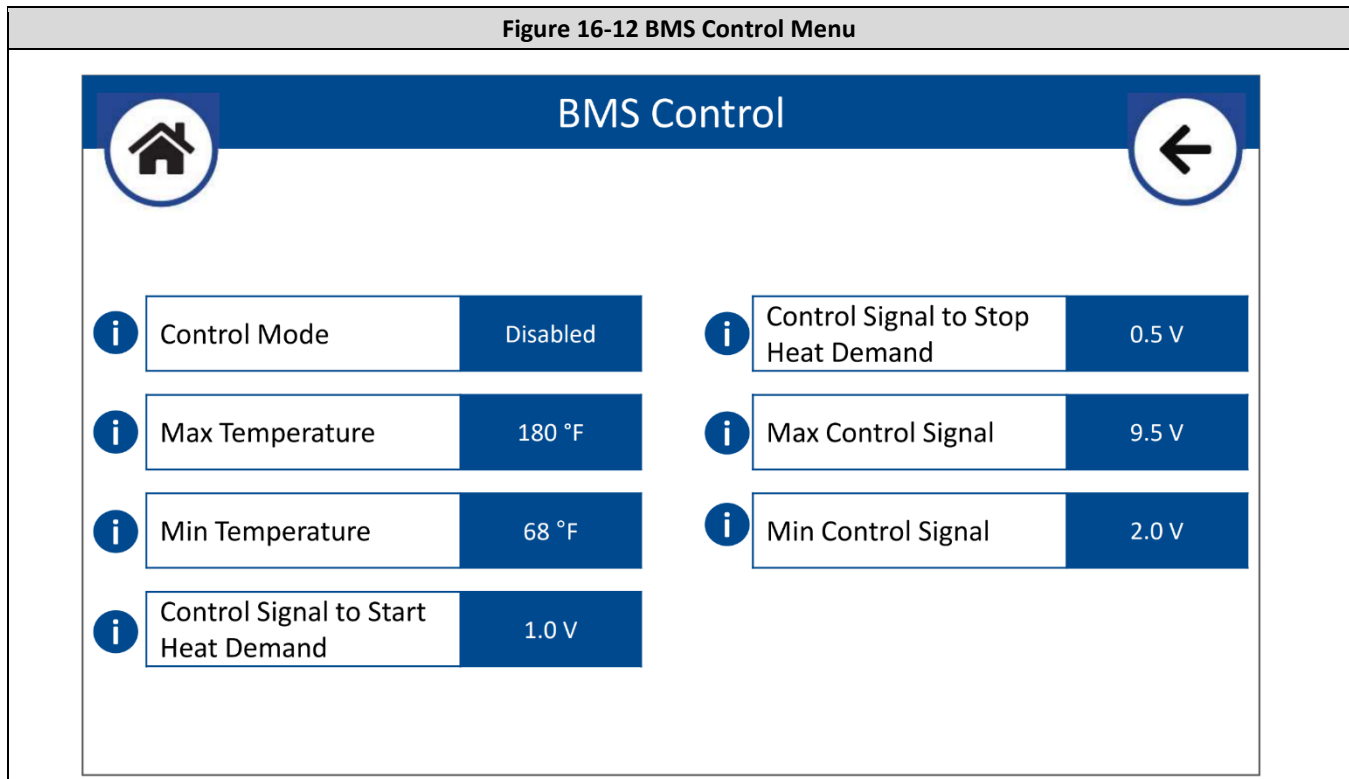 Figure 16-12 BMS Control Menu
BMS Control
i
Control Mode
Disabled
i
Max Temperature
180 °F
i
Min Temperature
68 °F
i
Control Signal to Start
Heat Demand
1.0 V
i
Control Signal to Stop
Heat Demand
0.5 V
i
Max Control Signal
9.5 V
i
Min Control Signal
2.0 V